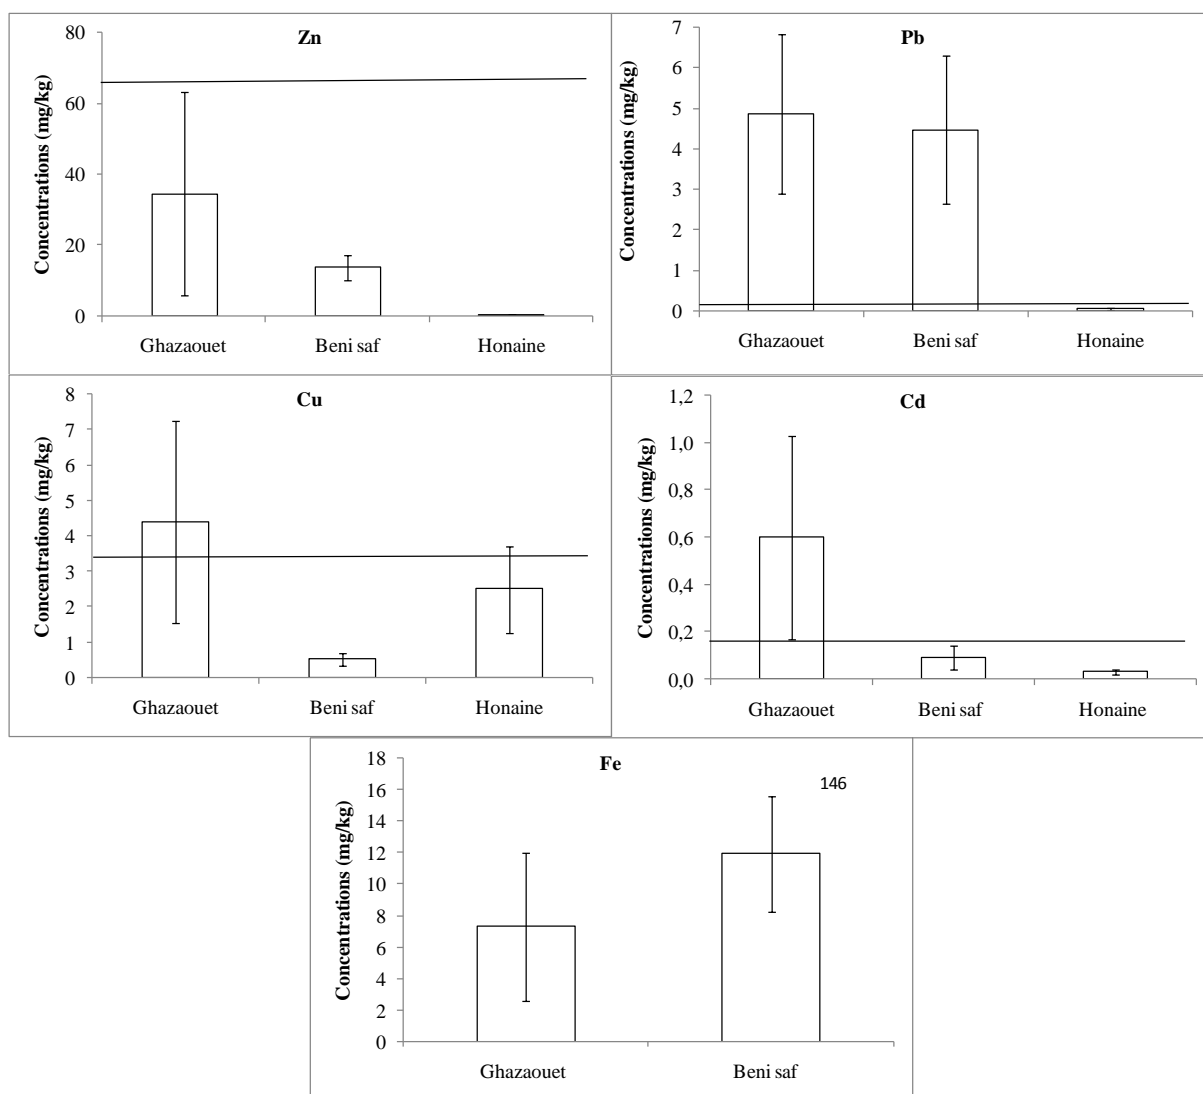 Zn
Concentrations (mg/kg)
80
60
40
20
0
Ghazaouet Beni saf Honaine
Pb
Concentrations (mg/kg)
7
6
5
4
3
2
1
0
Ghazaouet Beni saf Honaine
Cu
Concentrations (mg/kg)
8
7
6
5
4
3
2
1
0
Ghazaouet Beni saf Honaine
Cd
Concentrations (mg/kg)
1,2
1,0
0,8
0,6
0,4
0,2
0,0
Ghazaouet Beni saf Honaine
Fe
146
Concentrations (mg/kg)
18
16
14
12
10
8
6
4
2
0
Ghazaouet Beni saf